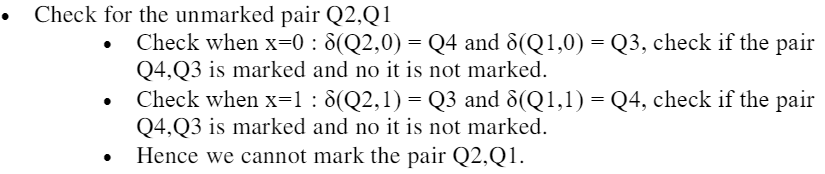 • Check for the unmarked pair Q2,Q1
• Check when x=0 : δ(Q2,0) = Q4 and δ(Q1,0) = Q3, check if the pair
Q4,Q3 is marked and no it is not marked.
• Check when x=1 : δ(Q2,1) = Q3 and δ(Q1,1) = Q4, check if the pair
Q4,Q3 is marked and no it is not marked.
• Hence we cannot mark the pair Q2,Q1.